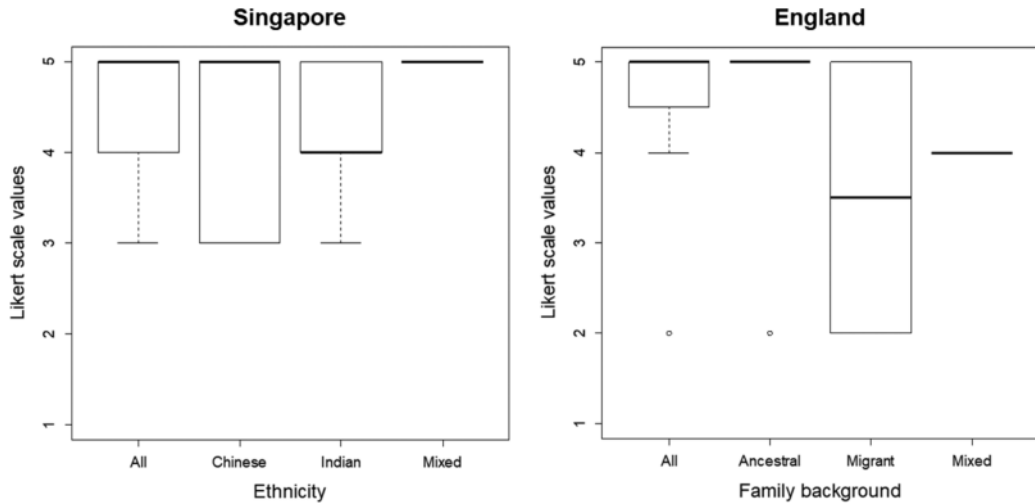 Singapore
5
4
3
2
1
Likert scale values
All Chinese Indian Mixed
Ethnicity
England
5
4
3
2
1
Likert scale values
All Ancestral Migrant Mixed
Family background